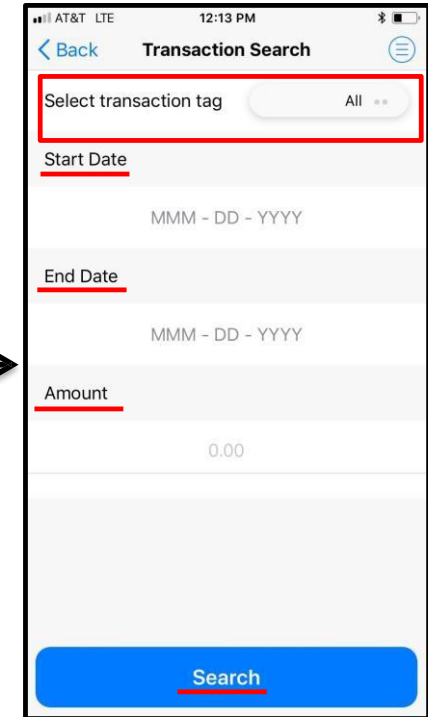 AT&T LTE 12:13 PM
Back Transaction Search
Select transaction tag All
Start Date
MMM - DD - YYYY
End Date
MMM - DD - YYYY
Amount
0.00
Search